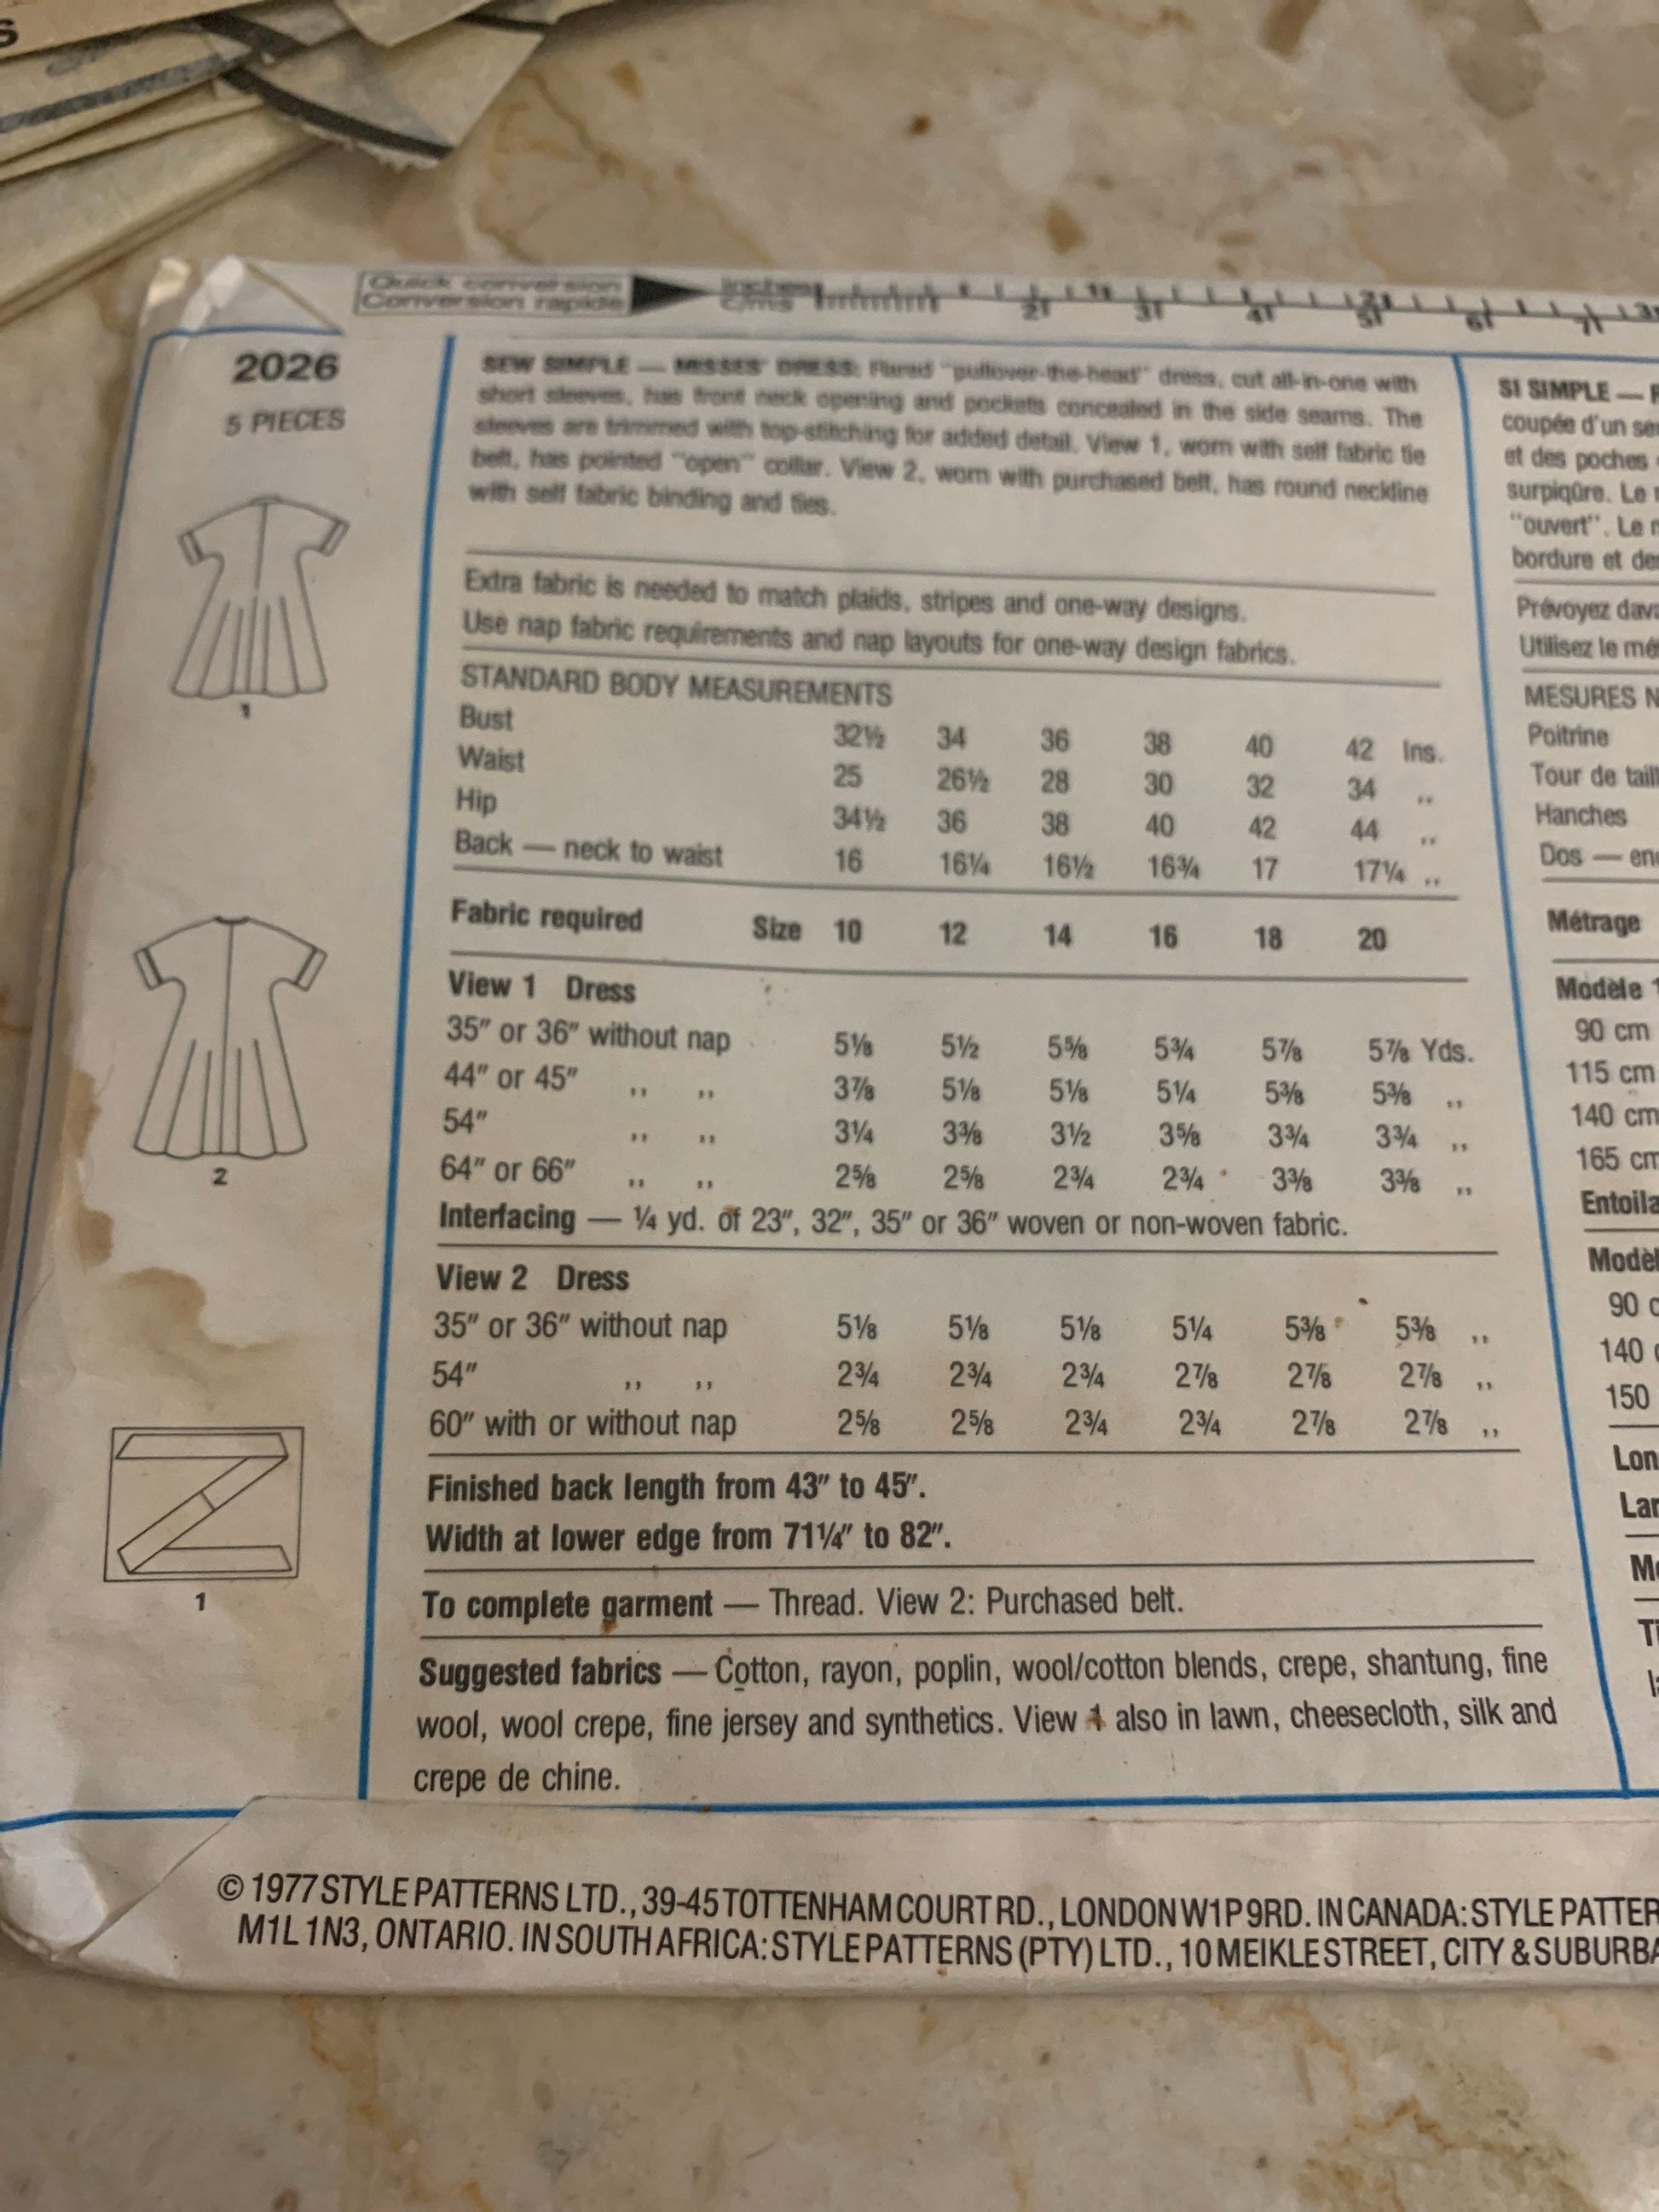 Quick conversion
Conversion rapide
inches
c/ms
2026
5 PIECES
1
2
1
SEW SIMPLE — MISSES' DRESS: Flared "pullover-the-head" dress, cut all-in-one with
short sleeves, has front neck opening and pockets concealed in the side seams. The
sleeves are trimmed with top-stitching for added detail. View 1, worn with self fabric tie
belt, has pointed "open" collar. View 2, worn with purchased belt, has round neckline
with self fabric binding and ties.
Extra fabric is needed to match plaids, stripes and one-way designs.
Use nap fabric requirements and nap layouts for one-way design fabrics.
STANDARD BODY MEASUREMENTS
Bust 32½ 34 36 38 40 42 Ins.
Waist 25 26½ 28 30 32 34 ,,
Hip 34½ 36 38 40 42 44 ,,
Back — neck to waist 16 16¼ 16½ 16¾ 17 17¼ ,,
Fabric required Size 10 12 14 16 18 20
View 1 Dress
35" or 36" without nap 5⅛ 5½ 5⅝ 5¾ 5⅞ 5⅞ Yds.
44" or 45" ,, ,, 3⅞ 5⅛ 5⅛ 5¼ 5⅜ 5⅜ ,,
54" ,, ,, 3¼ 3⅜ 3½ 3⅝ 3¾ 3¾ ,,
64" or 66" ,, ,, 2⅝ 2⅝ 2¾ 2¾ 3⅜ 3⅜ ,,
Interfacing — ¼ yd. of 23", 32", 35" or 36" woven or non-woven fabric.
View 2 Dress
35" or 36" without nap 5⅛ 5⅛ 5⅛ 5¼ 5⅜ 5⅜ ,,
54" ,, ,, 2¾ 2¾ 2¾ 2⅞ 2⅞ 2⅞ ,,
60" with or without nap 2⅝ 2⅝ 2¾ 2¾ 2⅞ 2⅞ ,,
Finished back length from 43" to 45".
Width at lower edge from 71¼" to 82".
To complete garment — Thread. View 2: Purchased belt.
Suggested fabrics — Cotton, rayon, poplin, wool/cotton blends, crepe, shantung, fine
wool, wool crepe, fine jersey and synthetics. View 1 also in lawn, cheesecloth, silk and
crepe de chine.
SI SIMPLE —
coupée d'un
et des poches
surpiqûre. Le
"ouvert". Le
bordure et
Prévoyez
Utilisez le
MESURES
Poitrine
Tour de
Hanches
Dos —
Métrage
Modèle 1
90 cm
115 cm
140 cm
165 cm
90
140
150
© 1977 STYLE PATTERNS LTD., 39-45 TOTTENHAM COURT RD., LONDON W1P 9RD. IN CANADA: STYLE
M1L 1N3, ONTARIO. IN SOUTH AFRICA: STYLE PATTERNS (PTY) LTD., 10 MEIKLE STREET, CITY &